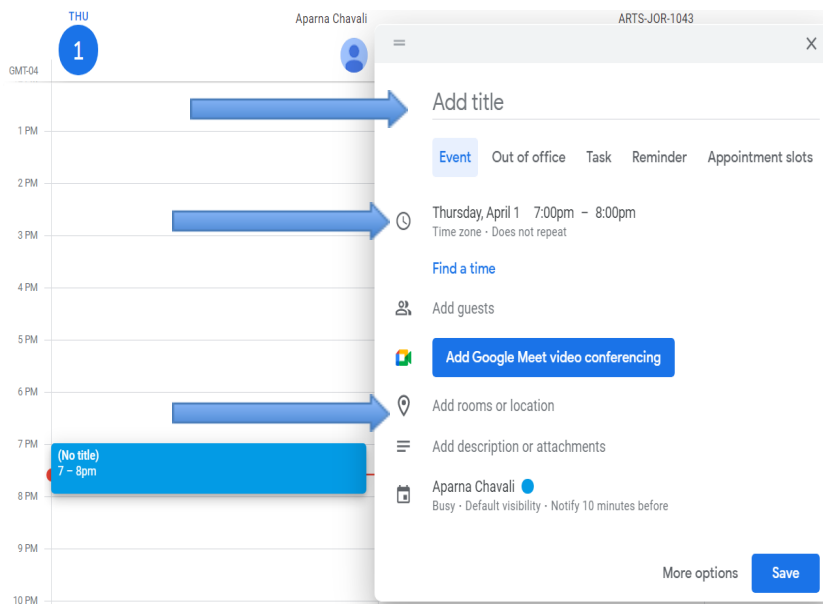 THU
1
Aparna Chavali
ARTS-JOR-1043
GMT-04
1 PM
2 PM
3 PM
4 PM
5 PM
6 PM
7 PM
8 PM
9 PM
10 PM
(No title)
7 – 8pm
X
Add title
Event Out of office Task Reminder Appointment slots
Thursday, April 1 7:00pm – 8:00pm
Time zone · Does not repeat
Find a time
Add guests
Add Google Meet video conferencing
Add rooms or location
Add description or attachments
Aparna Chavali
Busy · Default visibility · Notify 10 minutes before
More options Save